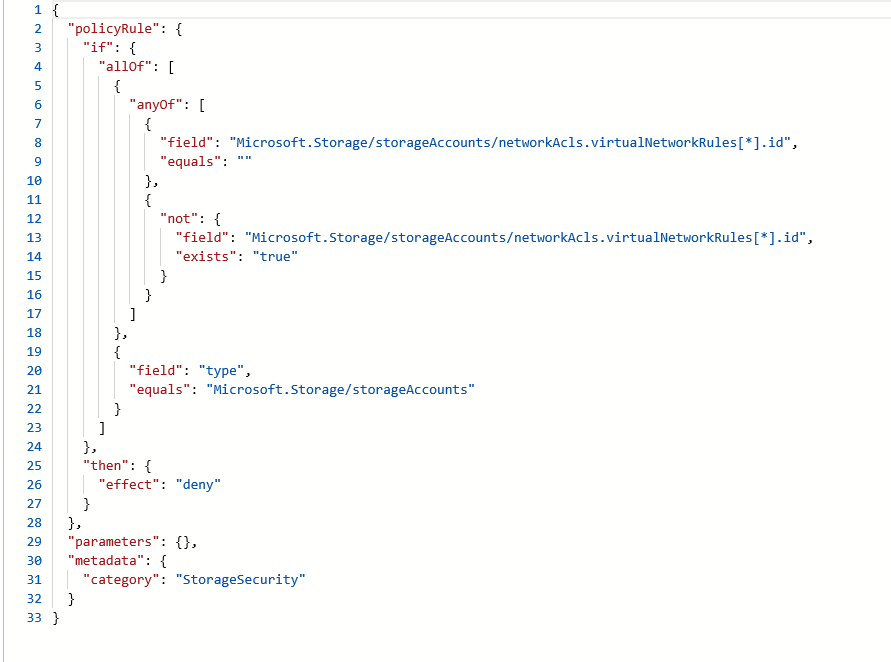 1 {
2   "policyRule": {
3     "if": {
4       "allOf": [
5         {
6           "anyOf": [
7             {
8               "field": "Microsoft.Storage/storageAccounts/networkAcls.virtualNetworkRules[*].id",
9               "equals": ""
10             },
11             {
12               "not": {
13                 "field": "Microsoft.Storage/storageAccounts/networkAcls.virtualNetworkRules[*].id",
14                 "exists": "true"
15               }
16             }
17           ]
18         },
19         {
20           "field": "type",
21           "equals": "Microsoft.Storage/storageAccounts"
22         }
23       ]
24     },
25     "then": {
26       "effect": "deny"
27     }
28   },
29   "parameters": {},
30   "metadata": {
31     "category": "StorageSecurity"
32   }
33 }